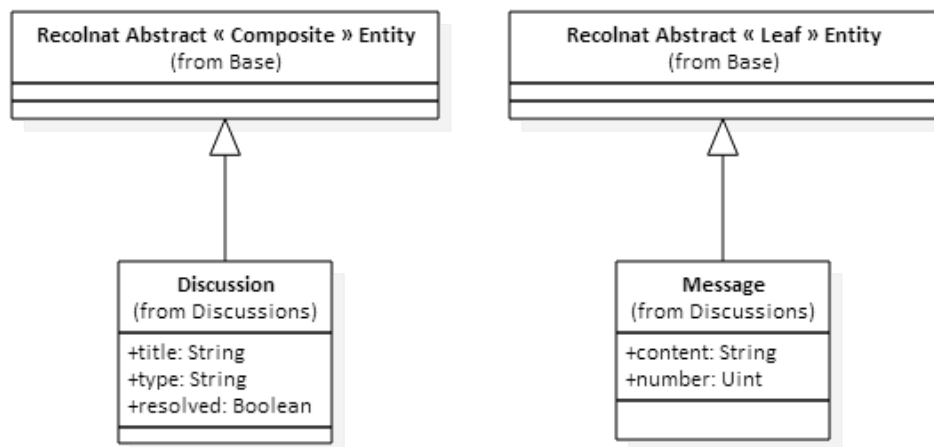 Recolnat Abstract « Composite » Entity
(from Base)
Recolnat Abstract « Leaf » Entity
(from Base)
Discussion
(from Discussions)
+title: String
+type: String
+resolved: Boolean
Message
(from Discussions)
+content: String
+number: Uint